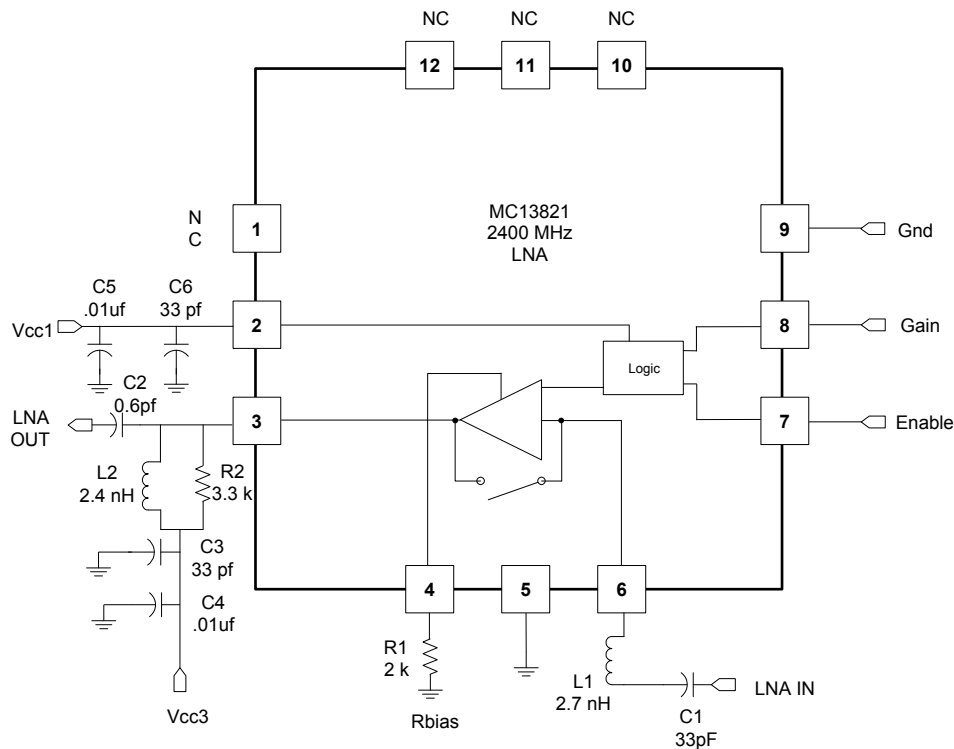 NC
NC
NC
12
11
10
N
C
1
MC13821
2400 MHz
LNA
9
Gnd
C5
.01uf
C6
33 pf
Vcc1
2
8
Gain
Logic
C2
0.6pf
LNA
OUT
3
7
Enable
L2
2.4 nH
R2
3.3 k
C3
33 pf
4
5
6
C4
.01uf
R1
2 k
L1
2.7 nH
LNA IN
C1
33pF
Vcc3
Rbias